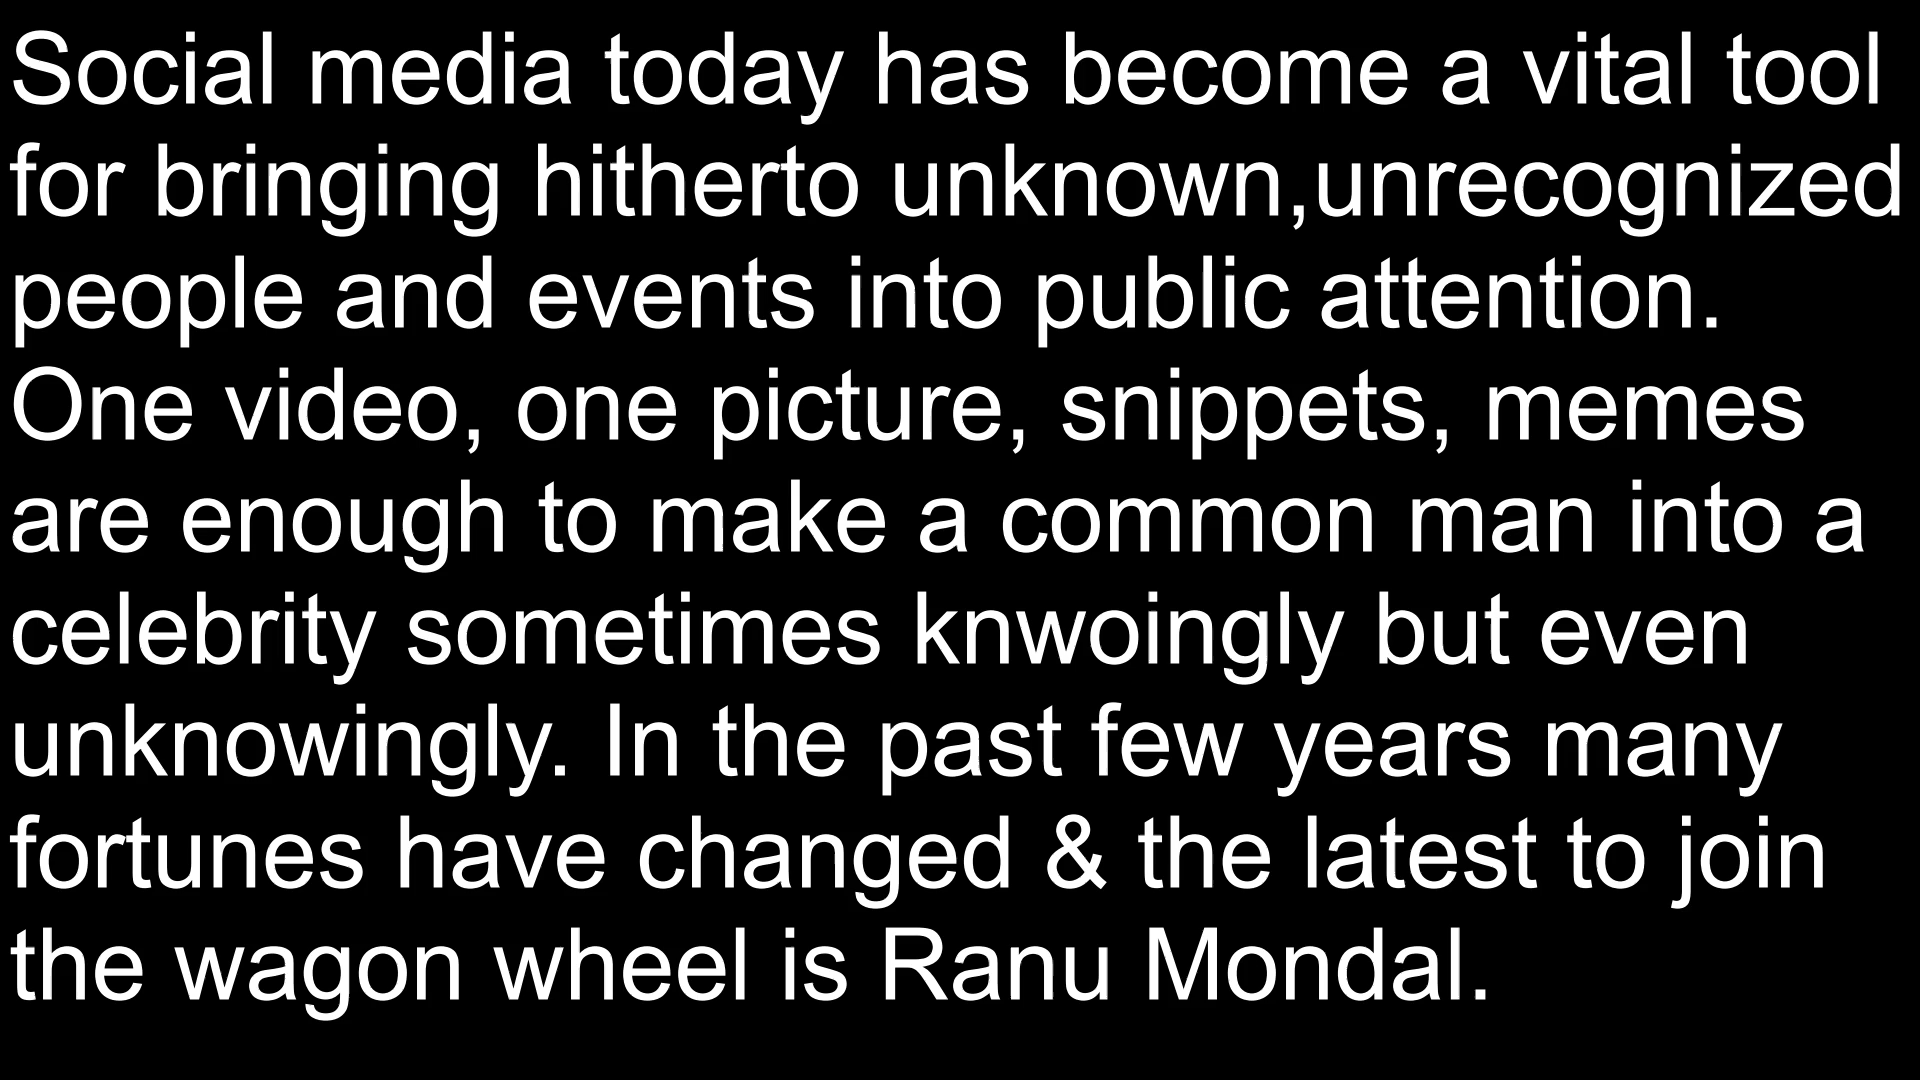 Social media today has become a vital tool
for bringing hitherto unknown,unrecognized
people and events into public attention.
One video, one picture, snippets, memes
are enough to make a common man into a
celebrity sometimes knwoingly but even
unknowingly. In the past few years many
fortunes have changed & the latest to join
the wagon wheel is Ranu Mondal.